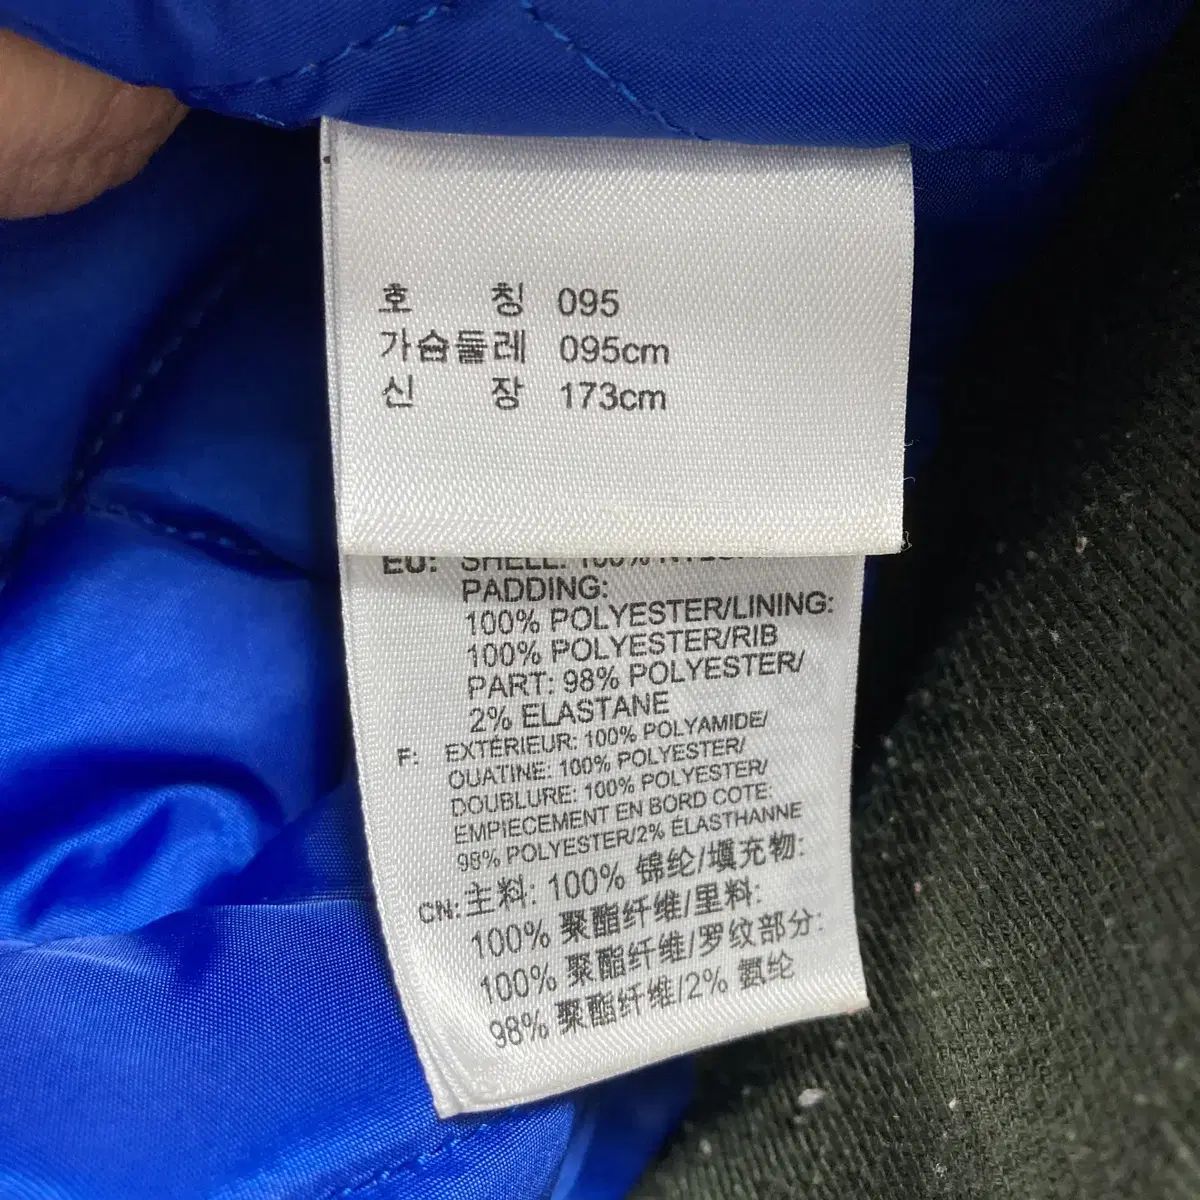 호 칭 095
가슴둘레 095cm
신 장 173cm
EU: SHELL: 100%
PADDING:
100% POLYESTER/LINING:
100% POLYESTER/RIB
PART: 98% POLYESTER/
2% ELASTANE
F: EXTÉRIEUR: 100% POLYAMIDE/
OUATINE: 100% POLYESTER/
DOUBLURE: 100% POLYESTER/
EMPIECEMENT EN BORD COTE:
98% POLYESTER/2% ÉLASTHANNE
CN: 主料: 100% 锦纶/填充物:
100% 聚酯纤维/里料:
100% 聚酯纤维/罗纹部分:
98% 聚酯纤维/2% 氨纶